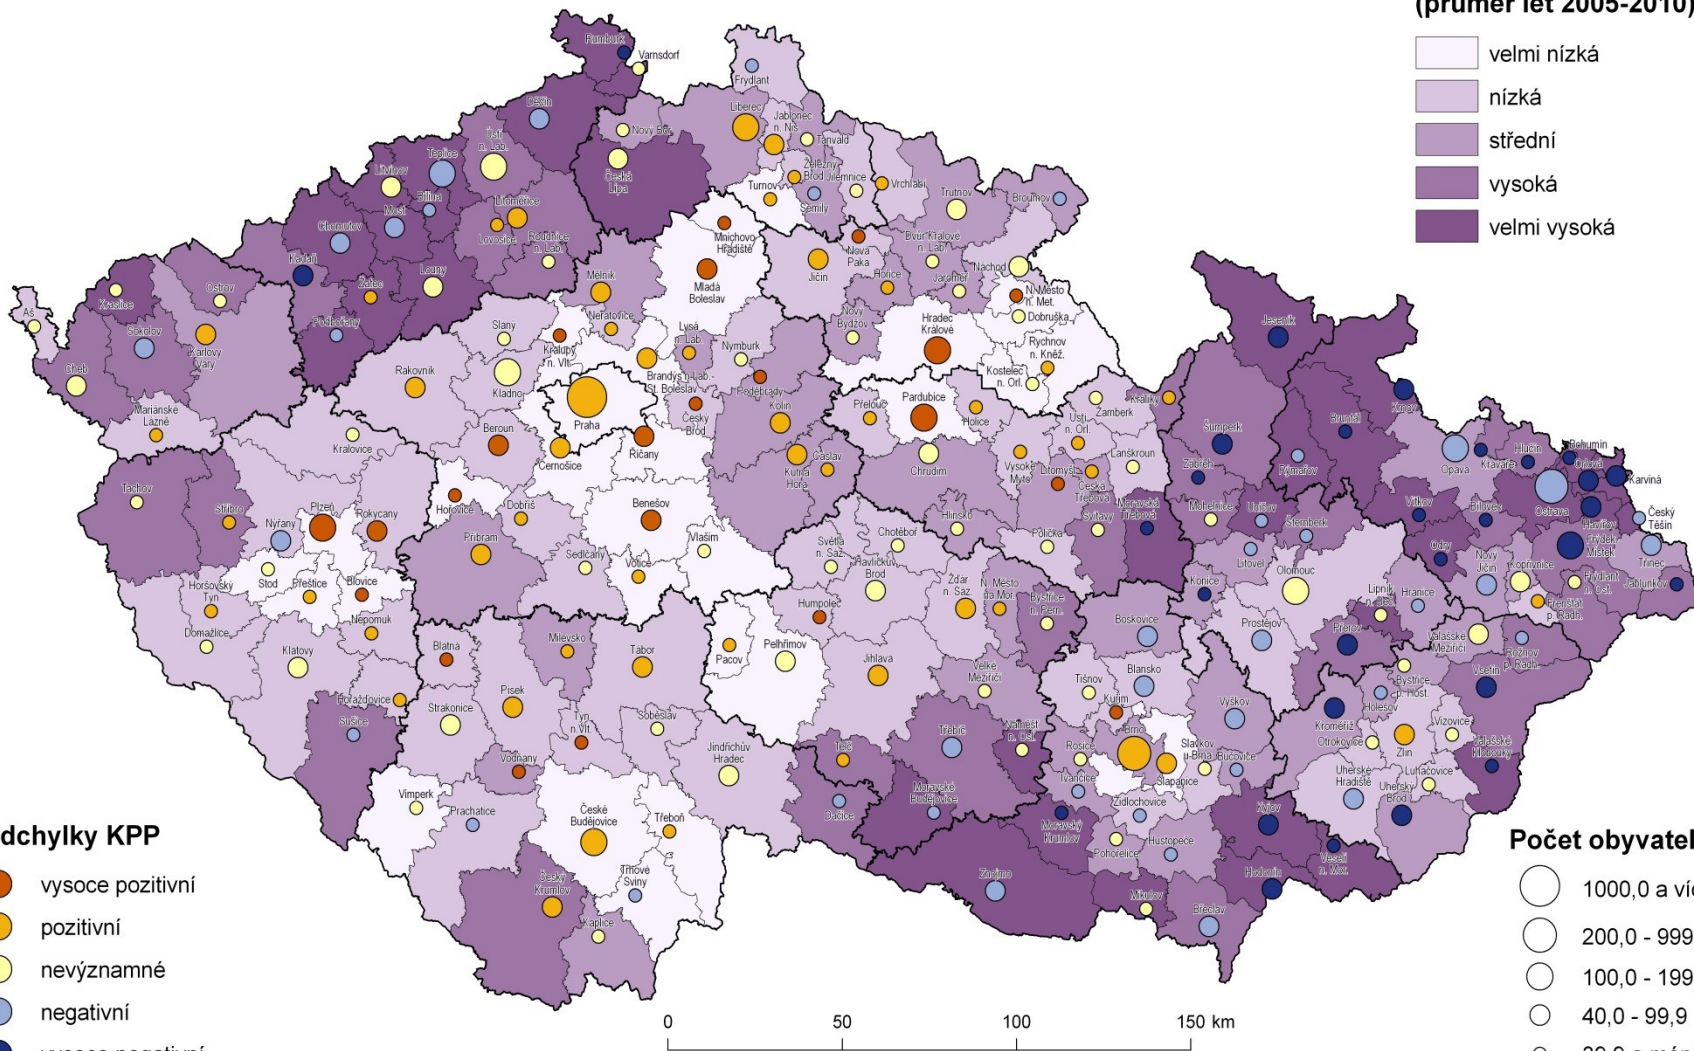 (průměr let 2005-2010)
velmi nízká
nízká
střední
vysoká
velmi vysoká
Rumburk
Varnsdorf
Frýdlant
Děčín
Liberec
Jablonec
n. Nis.
Nový Bor
Tanvald
Ústí
n. Lab.
Teplice
Litvínov
Česká
Lípa
Železný
Brod
Jilemnice
Vrchlabí
Turnov
Semily
Trutnov
Broumov
Bílina
Most
Litoměřice
Lovosice
Roudnice
n. Lab.
Chomutov
Mnichovo
Hradiště
Nová
Paka
Dvůr Králové
n. Lab.
Kadaň
Louny
Žatec
Mělník
Mladá
Boleslav
Jičín
Hořice
Jaroměř
Náchod
Kraslice
Ostrov
N. Město
n. Met.
Aš
Sokolov
Karlovy
Vary
Podbořany
Slaný
Neratovice
Kralupy
n. Vlt.
Lysá
n. Lab.
Nymburk
Nový
Bydžov
Hradec
Králové
Dobruška
Rychnov
n. Kněž.
Jeseník
Cheb
Rakovník
Kladno
Brandýs n.Lab.-
St. Boleslav
Poděbrady
Kostelec
n. Orl.
Mariánské
Lázně
Praha
Český
Brod
Kolín
Přelouč
Pardubice
Holice
Ústí
n. Orl.
Žamberk
Králíky
Krnov
Kralovice
Beroun
Černošice
Říčany
Kutná
Hora
Čáslav
Chrudim
Vysoké
Mýto
Litomyšl
Česká
Třebová
Lanškroun
Šumperk
Zábřeh
Bruntál
Rýmařov
Opava
Kravaře
Hlučín
Bohumín
Orlová
Karviná
Tachov
Stříbro
Nýřany
Plzeň
Rokycany
Hořovice
Dobříš
Benešov
Vlašim
Hlinsko
Svitavy
Moravská
Třebová
Mohelnice
Uničov
Šternberk
Vítkov
Bílovec
Ostrava
Havířov
Český
Těšín
Příbram
Sedlčany
Votice
Světlá
n. Sáz.
Chotěboř
Polička
Litovel
Odry
Nový
Jičín
Kopřivnice
Frýdek
Místek
Třinec
Stod
Přeštice
Blovice
Havlíčkův
Brod
Konice
Olomouc
Lipník
n. Beč.
Hranice
Frýdlant
n. Ost.
Jablunkov
Horšovský
Týn
Nepomuk
Humpolec
Žďár
n. Sáz.
N. Město
na Mor.
Bystřice
n. Pern.
Boskovice
Prostějov
Přerov
Valašské
Meziříčí
Frenštát
p. Radh.
Rožnov
p. Radh.
Domažlice
Klatovy
Blatná
Milevsko
Tábor
Pacov
Pelhřimov
Jihlava
Velké
Meziříčí
Tišnov
Blansko
Bystřice
p. Host.
Vsetín
Horažďovice
Strakonice
Písek
Týn
n. Vlt.
Soběslav
Kuřim
Vyškov
Kroměříž
Holešov
Sušice
Vodňany
Jindřichův
Hradec
Telč
Třebíč
Náměšť
n. Osl.
Rosice
Brno
Šlapanice
Slavkov
u Brna
Bučovice
Otrokovice
Zlín
Vizovice
Valašské
Klobouky
Vimperk
Prachatice
České
Budějovice
Třeboň
Dačice
Moravské
Budějovice
Ivančice
Židlochovice
Uherské
Hradiště
Luhačovice
Uherský
Brod
Moravský
Krumlov
Pohořelice
Hustopeče
Kyjov
Veselí
n. Mor.
Český
Krumlov
Trhové
Sviny
Kaplice
Znojmo
Mikulov
Břeclav
Hodonín
dchylky KPP
vysoce pozitivní
pozitivní
nevýznamné
negativní
vysoce negativní
Počet obyvatel
1000,0 a víc
200,0 - 999
100,0 - 199
40,0 - 99,9
39,9 a mén
0 50 100 150 km